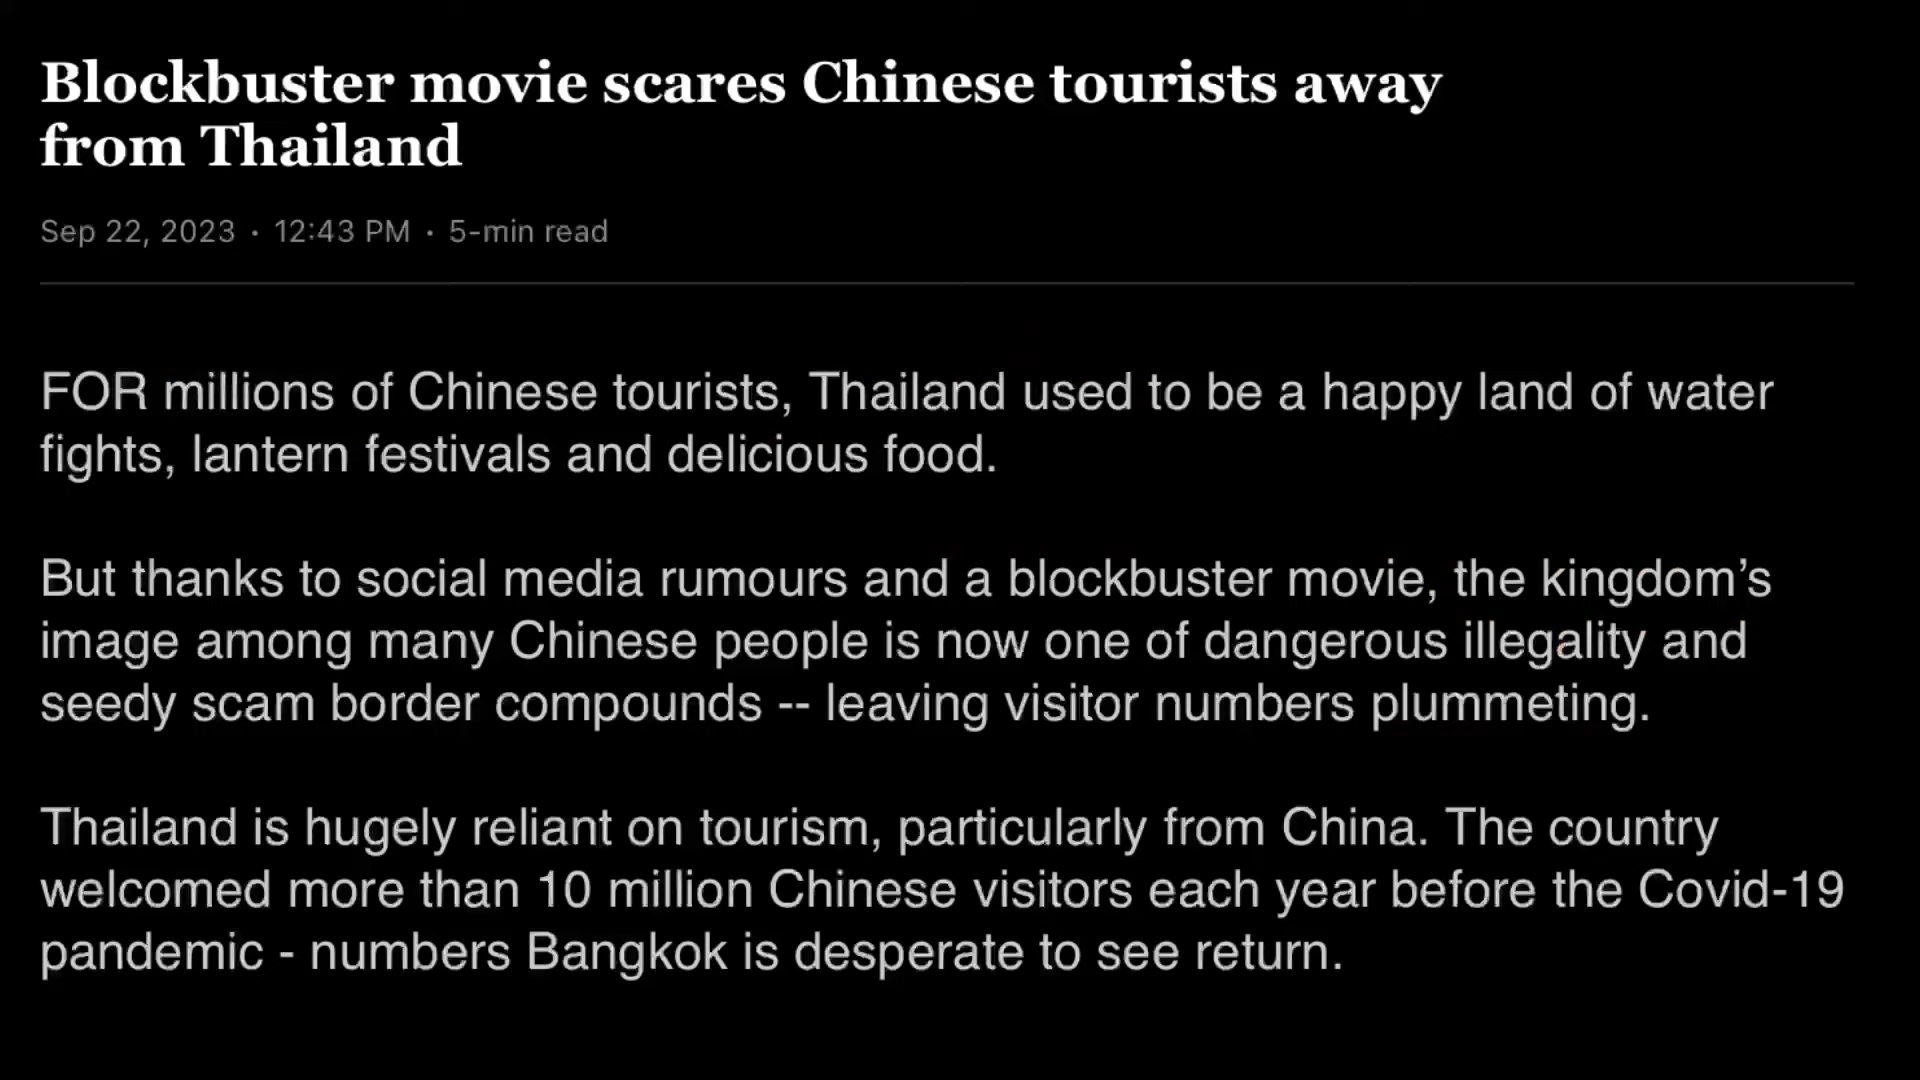 Blockbuster movie scares Chinese tourists away
from Thailand
Sep 22, 2023 · 12:43 PM · 5-min read
FOR millions of Chinese tourists, Thailand used to be a happy land of water
fights, lantern festivals and delicious food.
But thanks to social media rumours and a blockbuster movie, the kingdom’s
image among many Chinese people is now one of dangerous illegality and
seedy scam border compounds -- leaving visitor numbers plummeting.
Thailand is hugely reliant on tourism, particularly from China. The country
welcomed more than 10 million Chinese visitors each year before the Covid-19
pandemic - numbers Bangkok is desperate to see return.